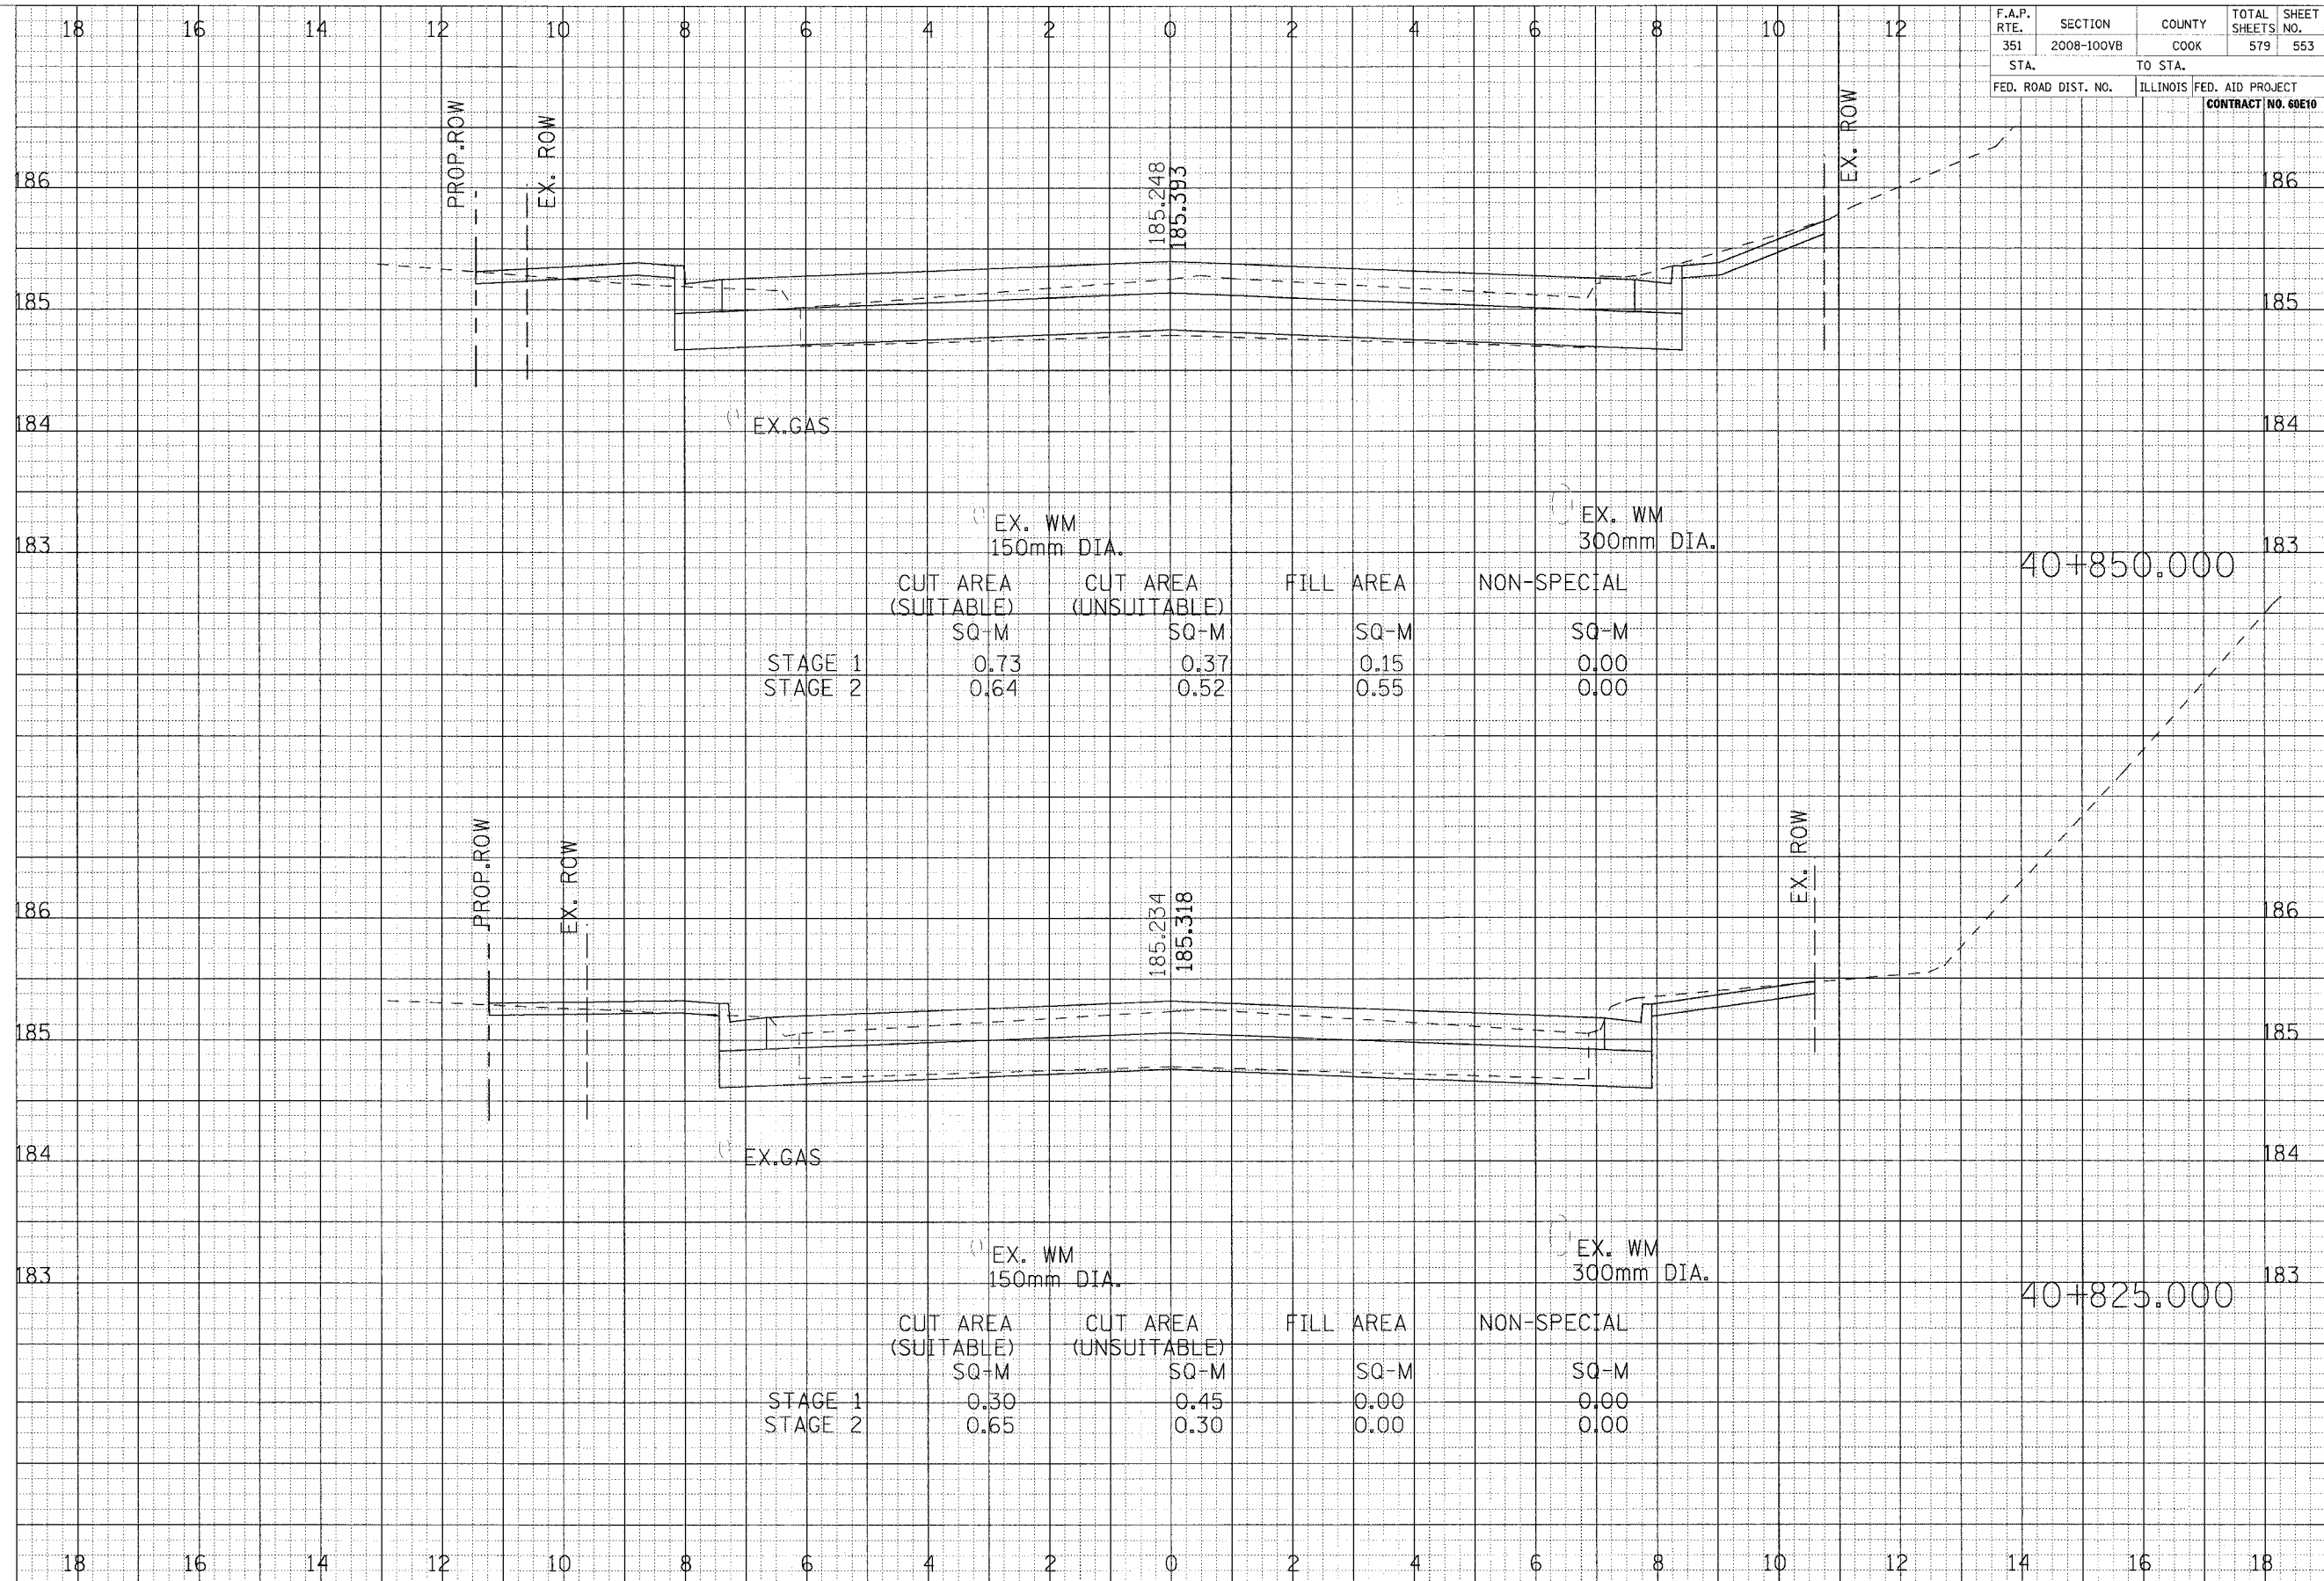 18 16 14 12 10 8 6 4 2 0 2 4 6 8 10 12
F.A.P. RTE. SECTION COUNTY TOTAL SHEETS SHEET NO.
351 2008-100VB COOK 579 553
STA. TO STA.
FED. ROAD DIST. NO. ILLINOIS FED. AID PROJECT
CONTRACT NO. 60E10
PROP.ROW
EX. ROW
185.248
185.393
EX. ROW
186 186
185 185
184 184
EX.GAS
EX. WM
150mm DIA.
EX. WM
300mm DIA.
183 183
40+850.000
CUT AREA CUT AREA FILL AREA NON-SPECIAL
(SUITABLE) (UNSUITABLE)
SQ-M SQ-M SQ-M SQ-M
STAGE 1 0.73 0.37 0.15 0.00
STAGE 2 0.64 0.52 0.55 0.00
PROP.ROW
EX. ROW
185.234
185.318
EX. ROW
186 186
185 185
184 184
EX.GAS
EX. WM
150mm DIA.
EX. WM
300mm DIA.
183 183
40+825.000
CUT AREA CUT AREA FILL AREA NON-SPECIAL
(SUITABLE) (UNSUITABLE)
SQ-M SQ-M SQ-M SQ-M
STAGE 1 0.30 0.45 0.00 0.00
STAGE 2 0.65 0.30 0.00 0.00
18 16 14 12 10 8 6 4 2 0 2 4 6 8 10 12 14 16 18